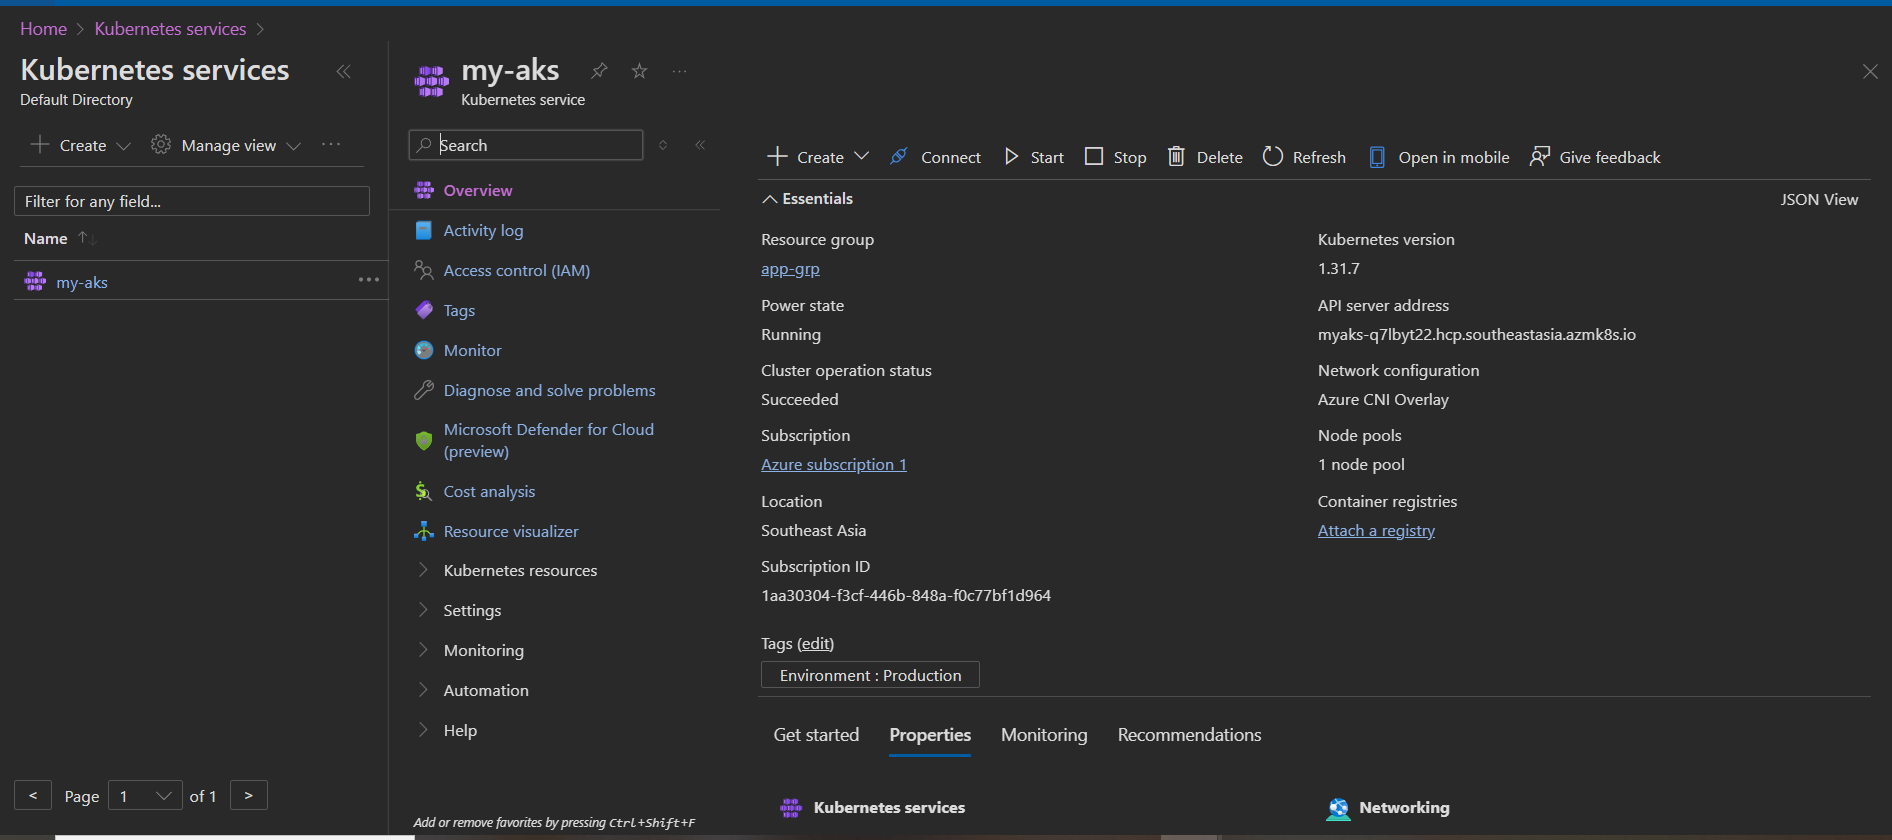 Home > Kubernetes services >
Kubernetes services
Default Directory
Create
Manage view
Filter for any field...
Name
my-aks
< Page 1 of 1 >
my-aks
Kubernetes service
Search
Overview
Activity log
Access control (IAM)
Tags
Monitor
Diagnose and solve problems
Microsoft Defender for Cloud
(preview)
Cost analysis
Resource visualizer
Kubernetes resources
Settings
Monitoring
Automation
Help
Add or remove favorites by pressing Ctrl+Shift+F
Create
Connect
Start
Stop
Delete
Refresh
Open in mobile
Give feedback
Essentials
JSON View
Resource group
app-grp
Power state
Running
Cluster operation status
Succeeded
Subscription
Azure subscription 1
Location
Southeast Asia
Subscription ID
1aa30304-f3cf-446b-848a-f0c77bf1d964
Kubernetes version
1.31.7
API server address
myaks-q7lbyt22.hcp.southeastasia.azmk8s.io
Network configuration
Azure CNI Overlay
Node pools
1 node pool
Container registries
Attach a registry
Tags (edit)
Environment : Production
Get started
Properties
Monitoring
Recommendations
Kubernetes services
Networking